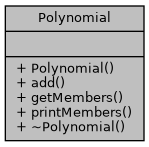 Polynomial
+ Polynomial()
+ add()
+ getMembers()
+ printMembers()
+ ~Polynomial()